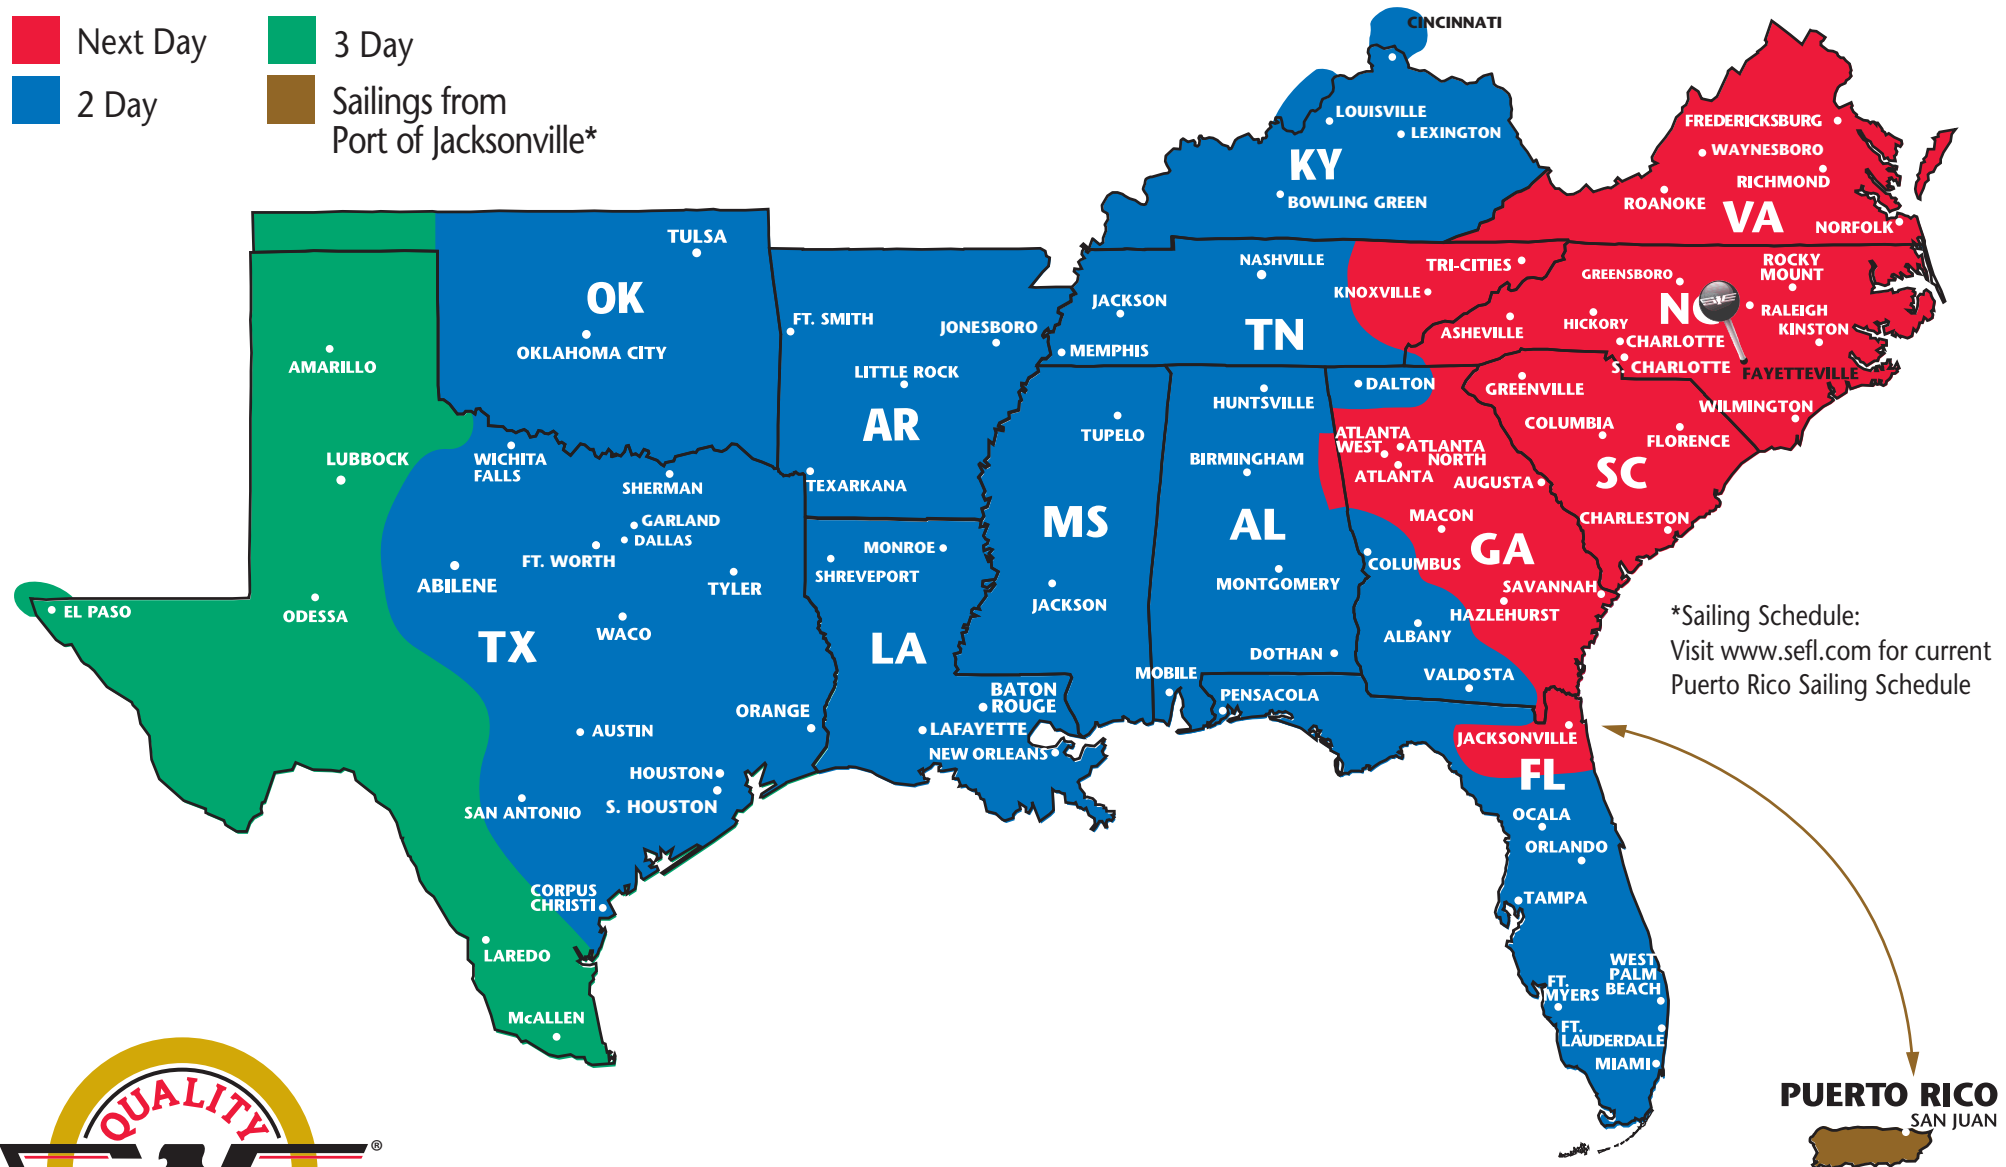 Next Day
3 Day
2 Day
Sailings from
Port of Jacksonville*
CINCINNATI
LOUISVILLE
LEXINGTON
KY
BOWLING GREEN
FREDERICKSBURG
WAYNESBORO
RICHMOND
ROANOKE
VA
NORFOLK
TULSA
OK
OKLAHOMA CITY
AMARILLO
LUBBOCK
WICHITA
FALLS
SHERMAN
GARLAND
DALLAS
FT. WORTH
ABILENE
TYLER
EL PASO
ODESSA
WACO
TX
AUSTIN
ORANGE
HOUSTON
S. HOUSTON
SAN ANTONIO
CORPUS
CHRISTI
LAREDO
McALLEN
FT. SMITH
JONESBORO
LITTLE ROCK
AR
TEXARKANA
MONROE
SHREVEPORT
LA
BATON
ROUGE
LAFAYETTE
NEW ORLEANS
NASHVILLE
JACKSON
TN
MEMPHIS
TRI-CITIES
KNOXVILLE
TUPELO
MS
JACKSON
HUNTSVILLE
BIRMINGHAM
AL
MONTGOMERY
DOTHAN
MOBILE
GREENSBORO
ROCKY
MOUNT
NC
RALEIGH
KINSTON
ASHEVILLE
HICKORY
CHARLOTTE
S. CHARLOTTE
FAYETTEVILLE
WILMINGTON
GREENVILLE
COLUMBIA
FLORENCE
SC
CHARLESTON
DALTON
ATLANTA
WEST
ATLANTA
NORTH
ATLANTA
AUGUSTA
MACON
GA
COLUMBUS
SAVANNAH
HAZLEHURST
ALBANY
VALDOSTA
PENSACOLA
JACKSONVILLE
FL
OCALA
ORLANDO
TAMPA
WEST
PALM
BEACH
FT.
MYERS
FT.
LAUDERDALE
MIAMI
*Sailing Schedule:
Visit www.sefl.com for current
Puerto Rico Sailing Schedule
PUERTO RICO
SAN JUAN
QUALITY
®